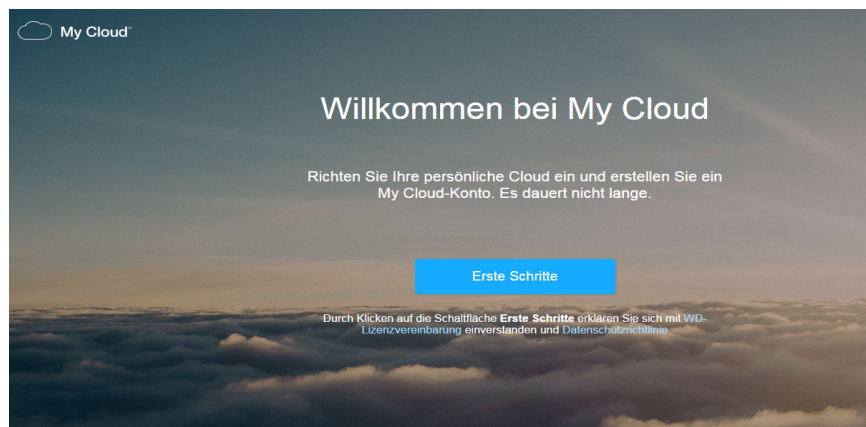 My Cloud™
Willkommen bei My Cloud
Richten Sie Ihre persönliche Cloud ein und erstellen Sie ein
My Cloud-Konto. Es dauert nicht lange.
Erste Schritte
Durch Klicken auf die Schaltfläche Erste Schritte erklären Sie sich mit WD-
Lizenzvereinbarung einverstanden und Datenschutzrichtlinie